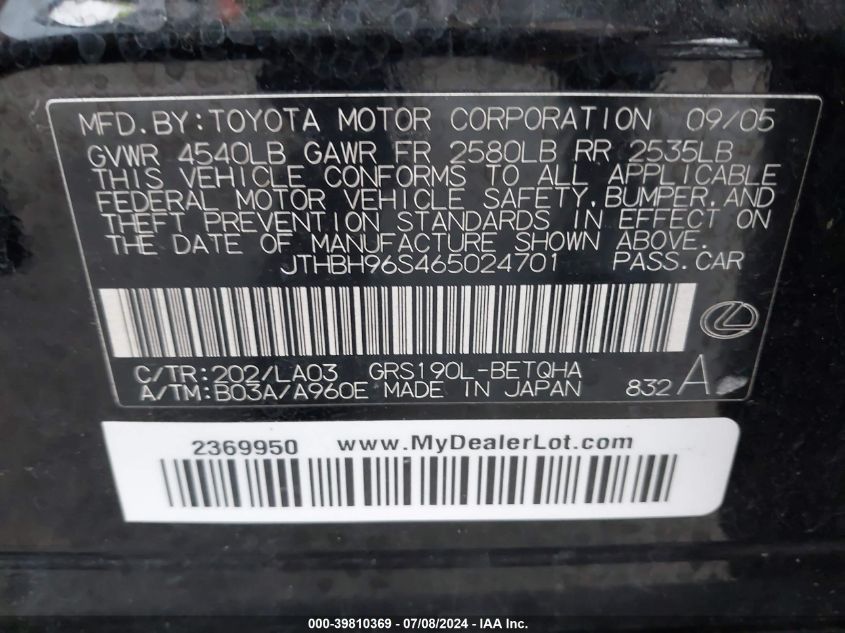 MFD.BY:TOYOTA MOTOR CORPORATION 09/05
GVWR 4540LB GAWR FR 2580LB RR 2535LB
THIS VEHICLE CONFORMS TO ALL APPLICABLE
FEDERAL MOTOR VEHICLE SAFETY,BUMPER,AND
THEFT PREVENTION STANDARDS IN EFFECT ON
THE DATE OF MANUFACTURE SHOWN ABOVE.
JTHBH96S465024701 PASS.CAR
C/TR:202/LA03 GRS190L-BETQHA
A/TM:B03A/A960E MADE IN JAPAN 832A
2369950 www.MyDealerLot.com
000-39810369 / 07/08/2024 - IAA Inc.